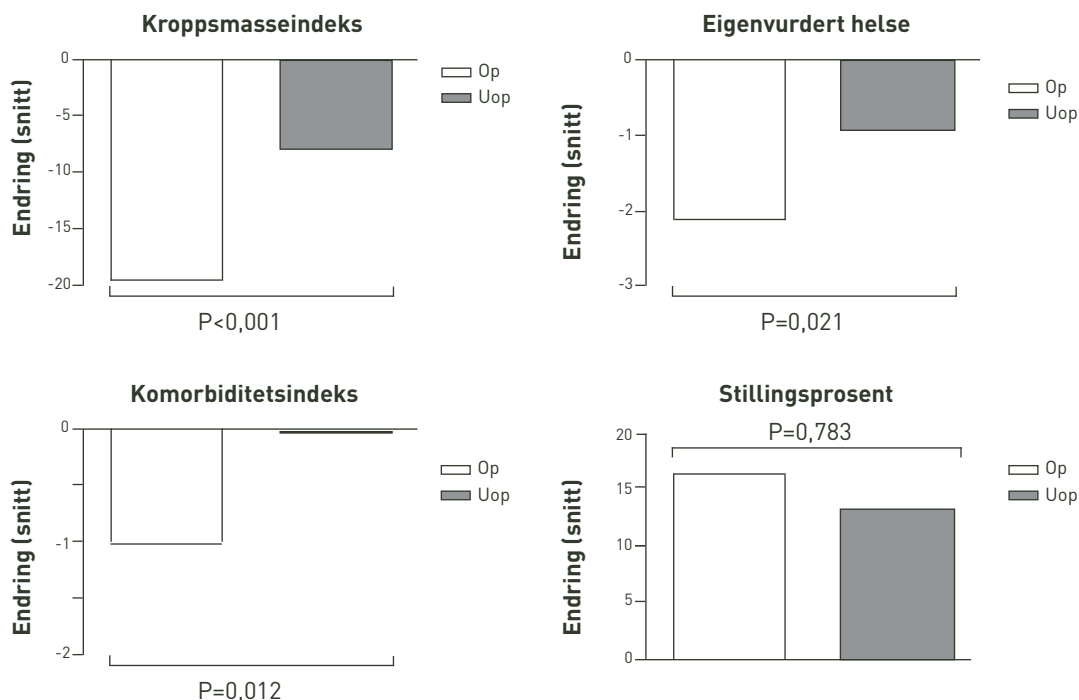 Kroppsmasseindeks
Endring (snitt)
0
-5
-10
-15
-20
Op
Uop
P<0,001
Eigenvurdert helse
Endring (snitt)
0
-1
-2
-3
Op
Uop
P=0,021
Komorbiditetsindeks
Endring (snitt)
0
-1
-2
Op
Uop
P=0,012
Stillingsprosent
P=0,783
Endring (snitt)
20
15
10
5
0
Op
Uop